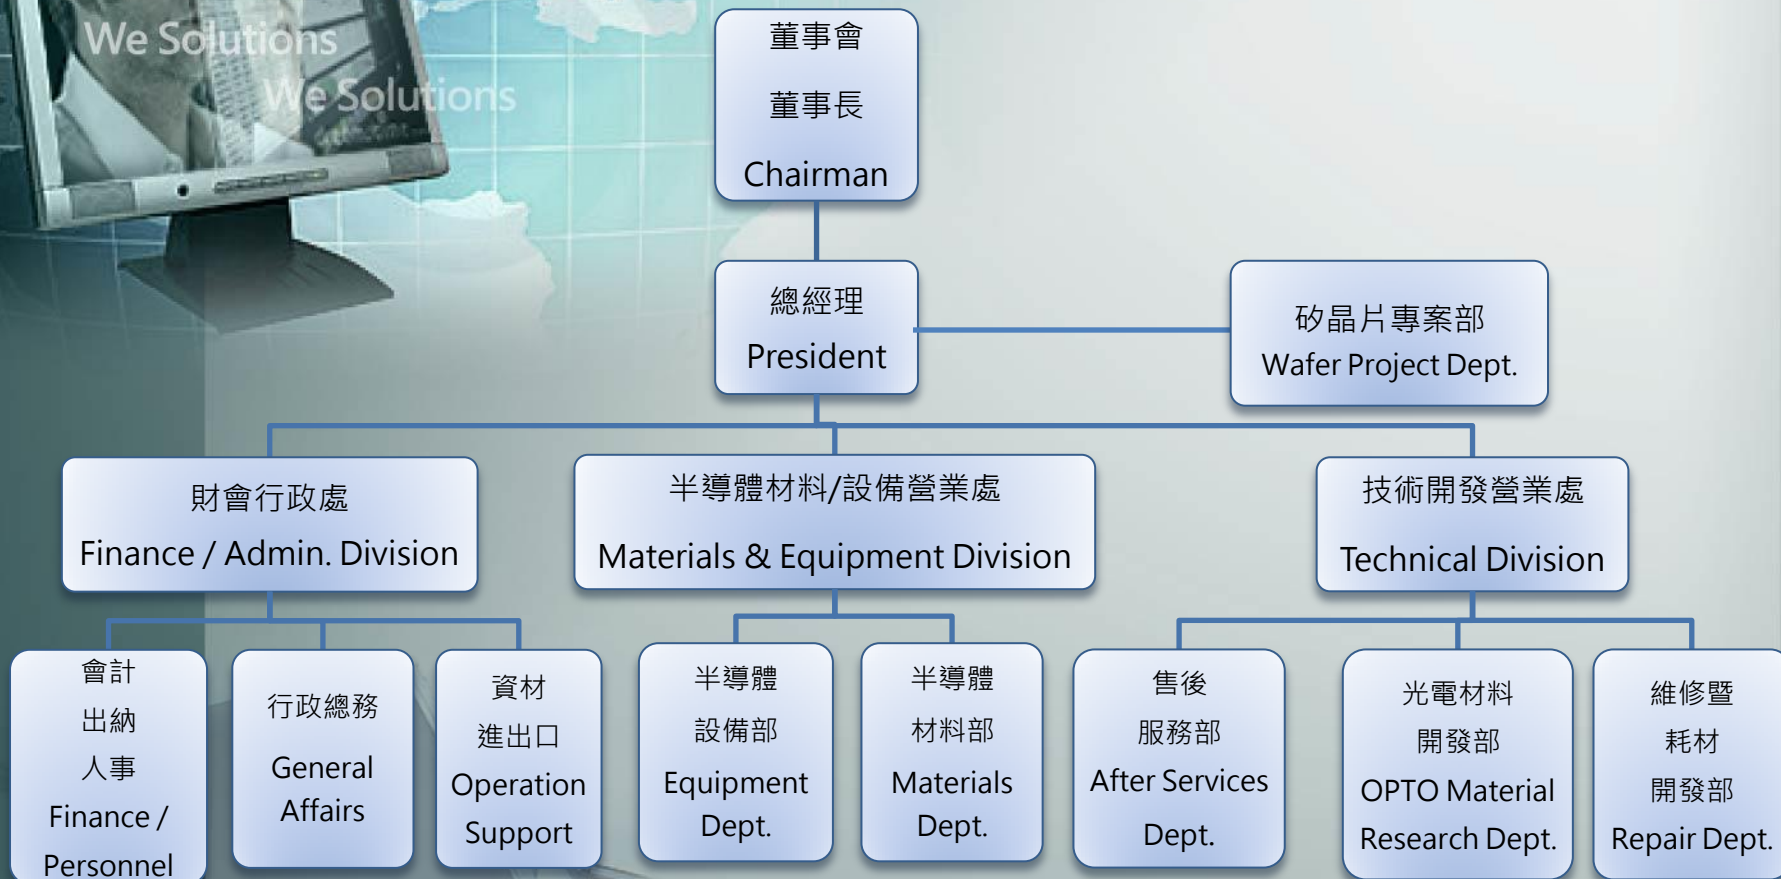 We Solutions
We Solutions
董事會
董事長
Chairman
總經理
President
矽晶片專案部
Wafer Project Dept.
財會行政處
Finance / Admin. Division
半導體材料/設備營業處
Materials & Equipment Division
技術開發營業處
Technical Division
會計
出納
人事
Finance /
Personnel
行政總務
General
Affairs
資材
進出口
Operation
Support
半導體
設備部
Equipment
Dept.
半導體
材料部
Materials
Dept.
售後
服務部
After Services
Dept.
光電材料
開發部
OPTO Material
Research Dept.
維修暨
耗材
開發部
Repair Dept.